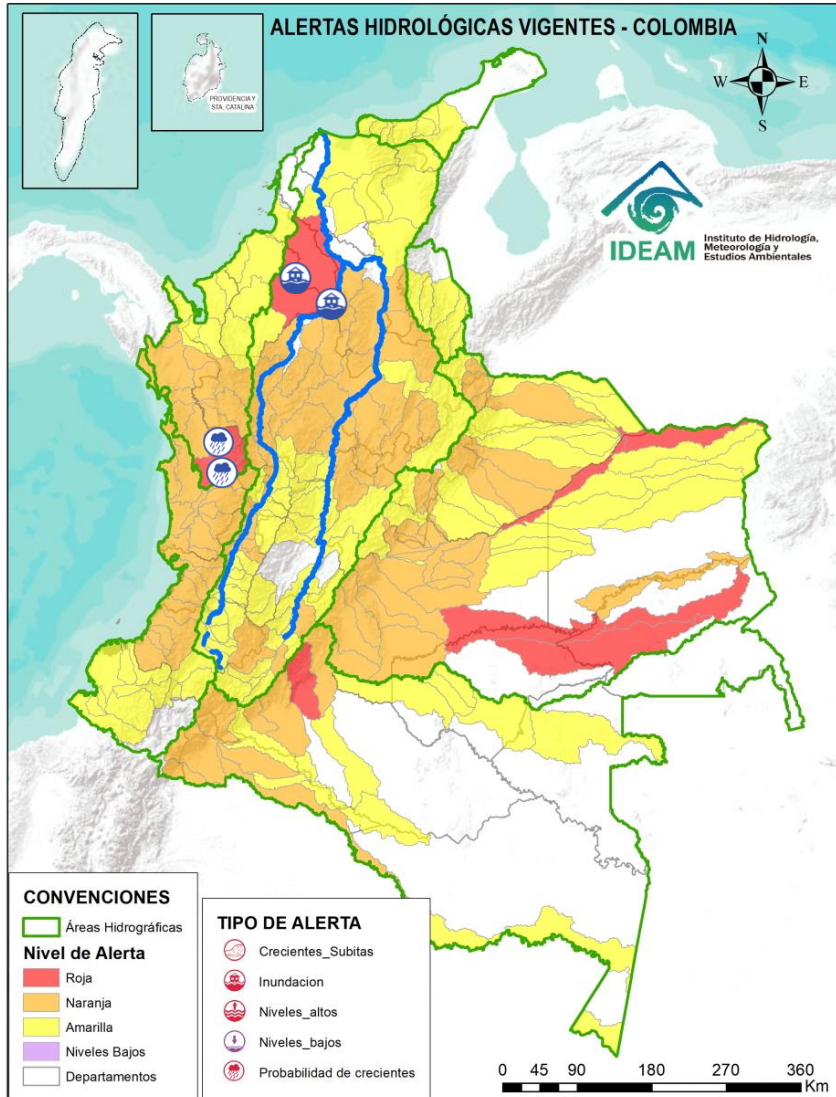 ALERTAS HIDROLÓGICAS VIGENTES - COLOMBIA
PROVIDENCIA Y
STA. CATALINA
N
W
E
S
IDEAM
Instituto de Hidrología,
Meteorología y
Estudios Ambientales
CONVENCIONES
Áreas Hidrográficas
Nivel de Alerta
Roja
Naranja
Amarilla
Niveles Bajos
Departamentos
TIPO DE ALERTA
Crecientes_Subitas
Inundacion
Niveles_altos
Niveles_bajos
Probabilidad de crecientes
0 45 90 180 270 360
Km